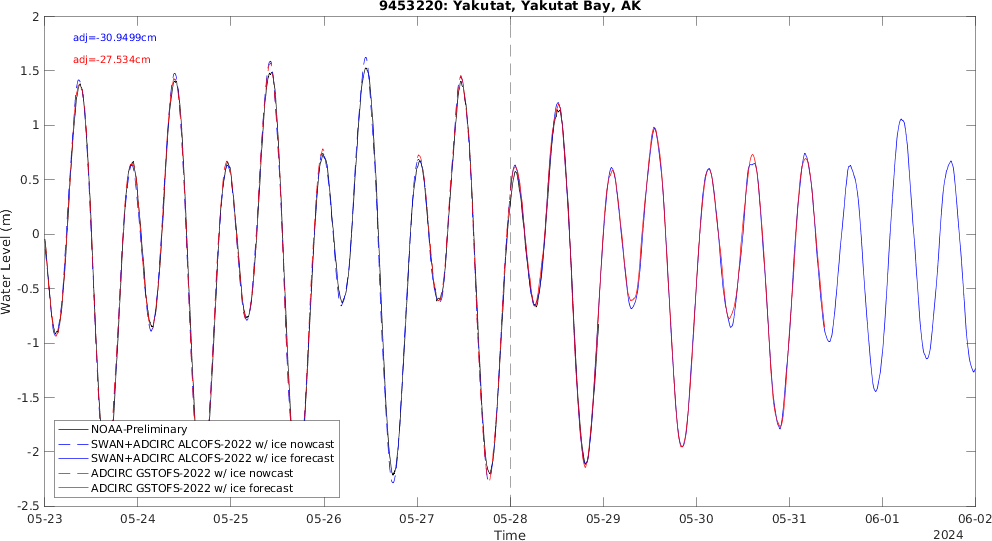 9453220: Yakutat, Yakutat Bay, AK
adj=-30.9499cm
adj=-27.534cm
2
1.5
1
0.5
0
-0.5
-1
-1.5
-2
-2.5
Water Level (m)
NOAA-Preliminary
SWAN+ADCIRC ALCOFS-2022 w/ ice nowcast
SWAN+ADCIRC ALCOFS-2022 w/ ice forecast
ADCIRC GSTOFS-2022 w/ ice nowcast
ADCIRC GSTOFS-2022 w/ ice forecast
05-23 05-24 05-25 05-26 05-27 05-28 05-29 05-30 05-31 06-01 06-02
Time
2024